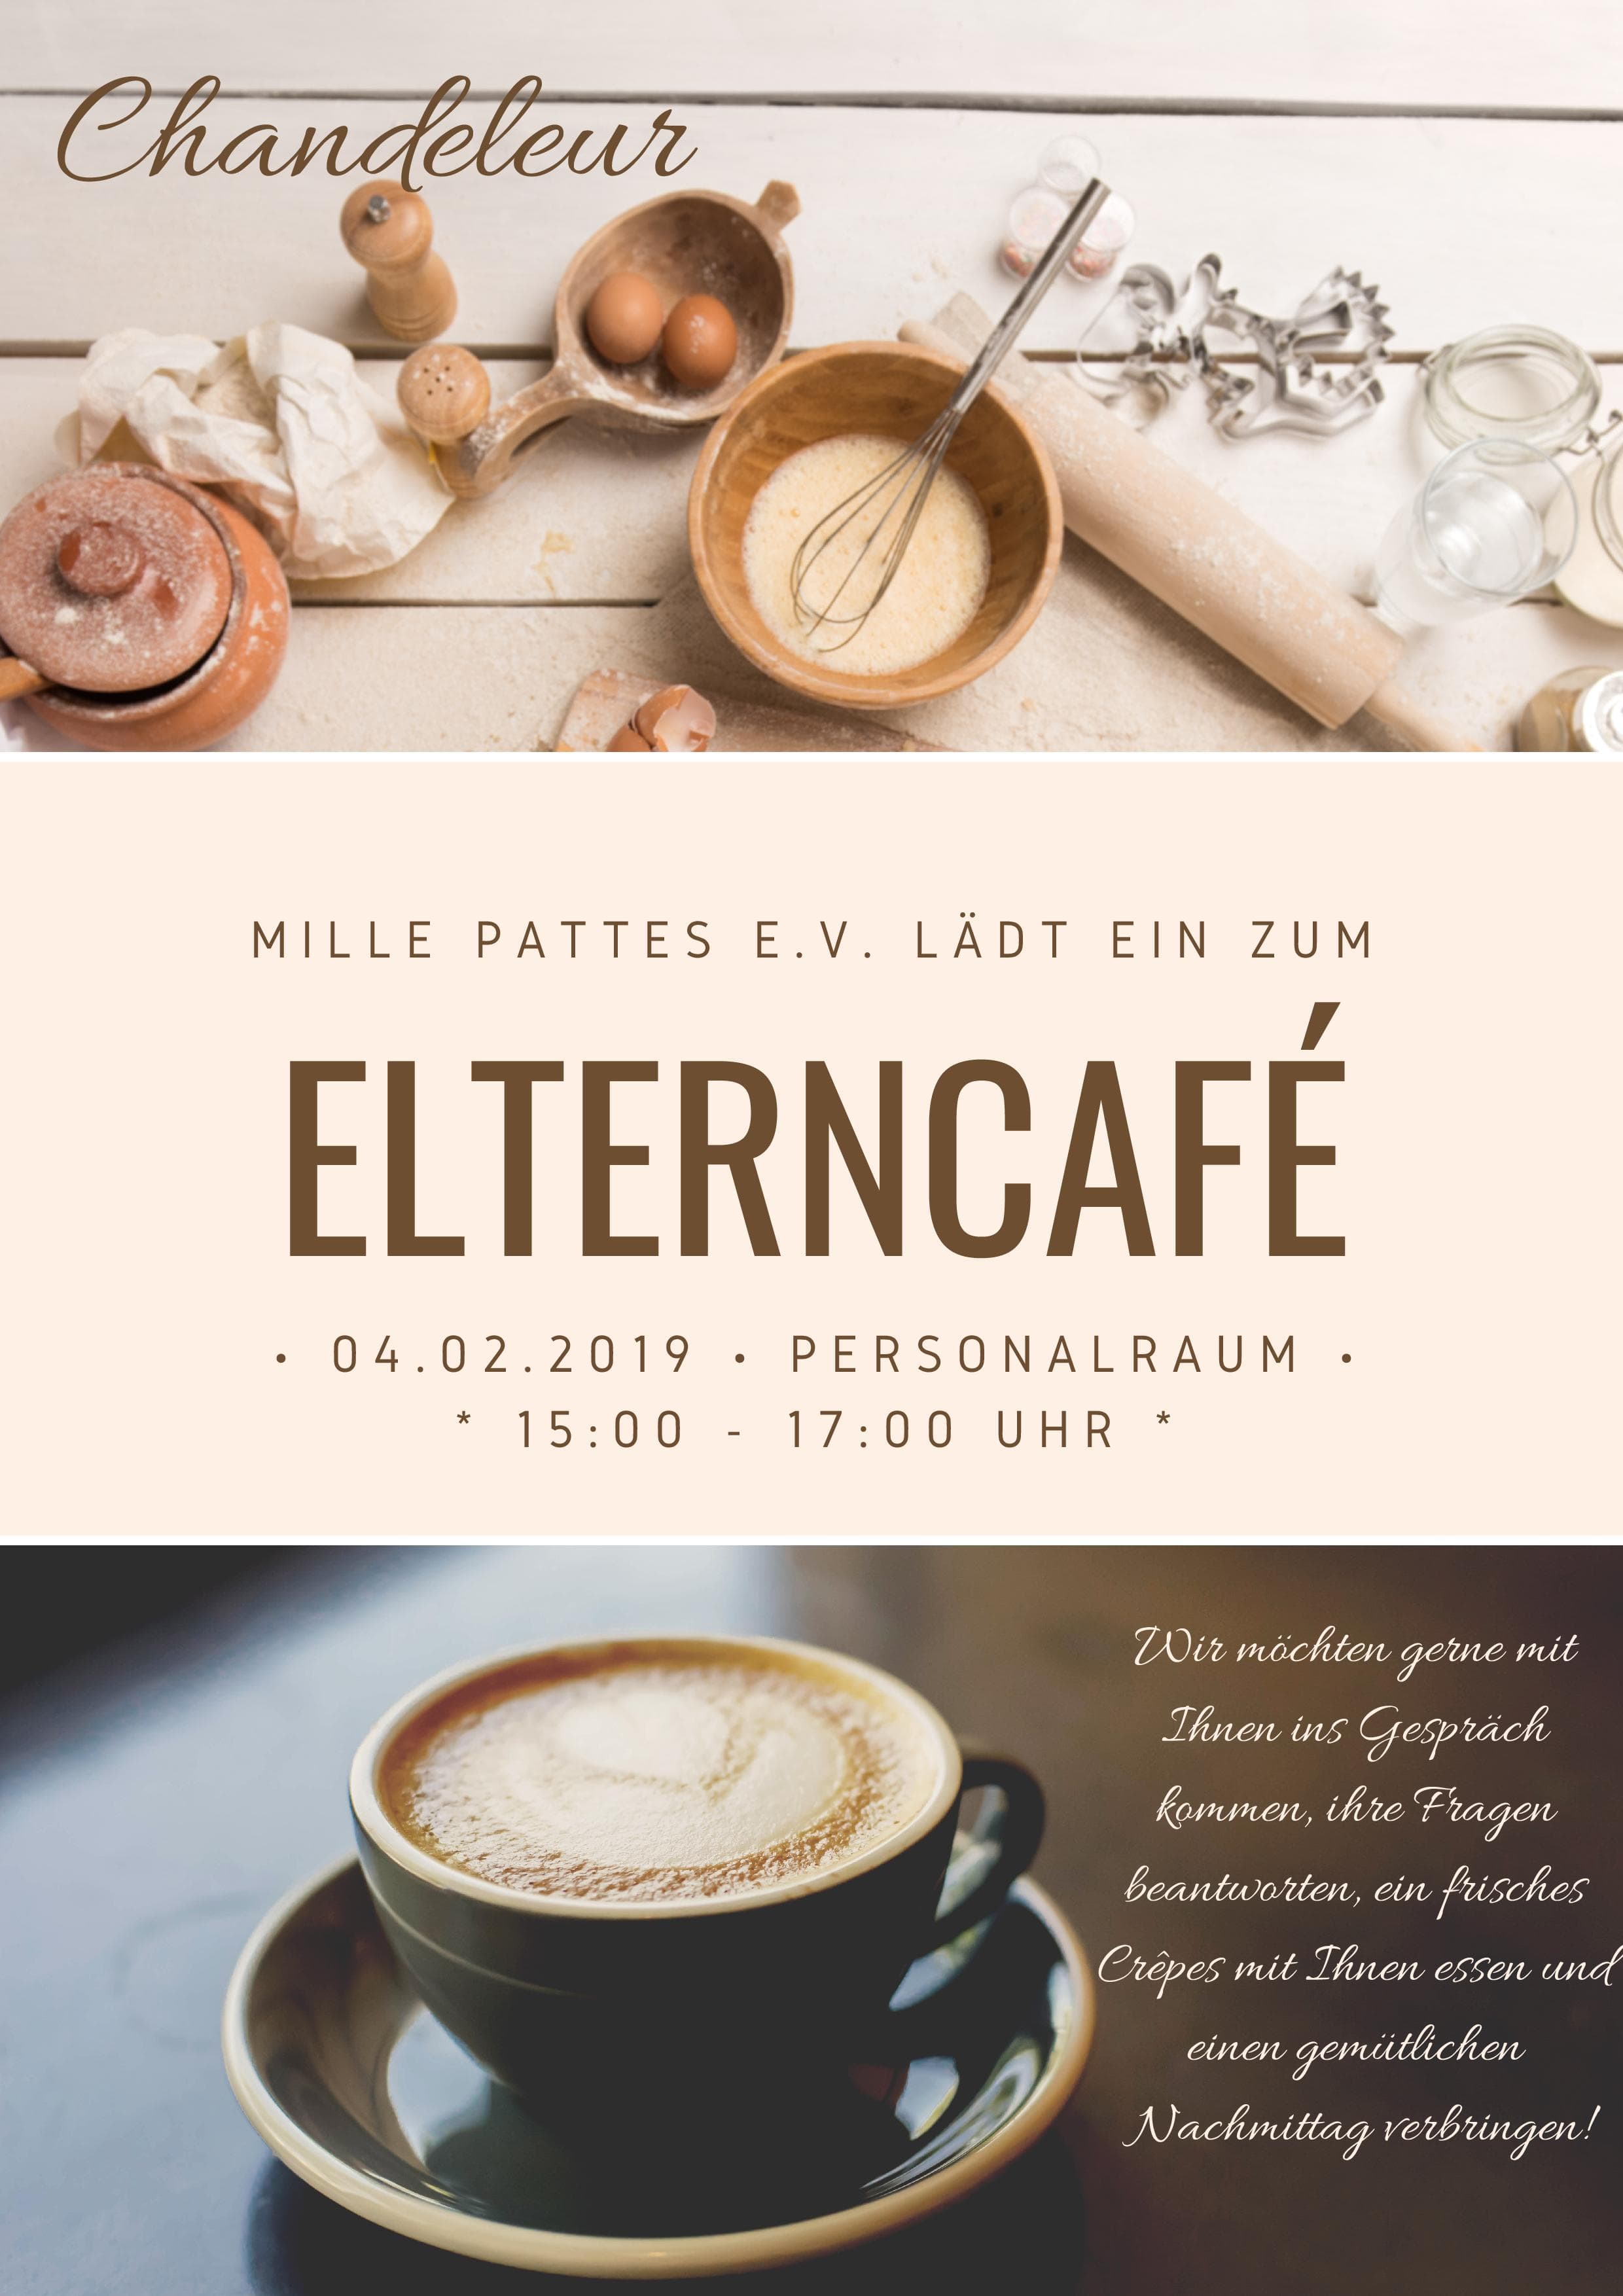 Chandeleur
MILLE PATTES E.V. LÄDT EIN ZUM
ELTERNCAFÉ
• 04.02.2019 • PERSONALRAUM •
* 15:00 - 17:00 UHR *
Wir möchten gerne mit
Ihnen ins Gespräch
kommen, ihre Fragen
beantworten, ein frisches
Crêpes mit Ihnen essen und
einen gemütlichen
Nachmittag verbringen!